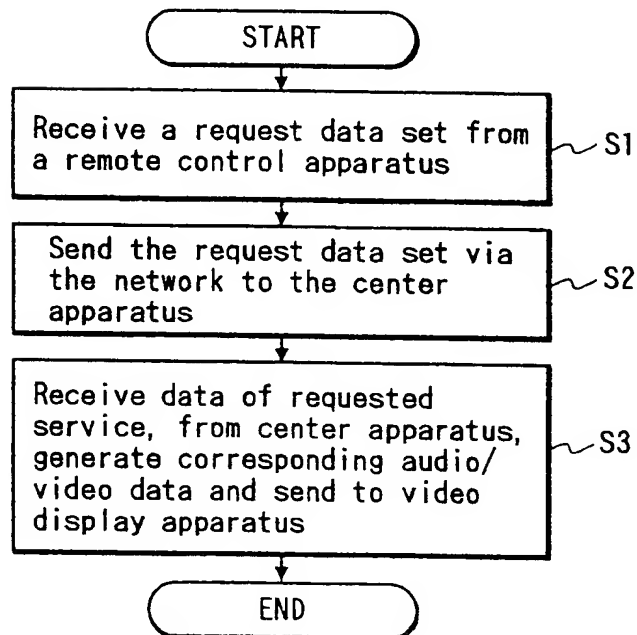 START
Receive a request data set from
a remote control apparatus
S1
Send the request data set via
the network to the center
apparatus
S2
Receive data of requested
service, from center apparatus,
generate corresponding audio/
video data and send to video
display apparatus
S3
END